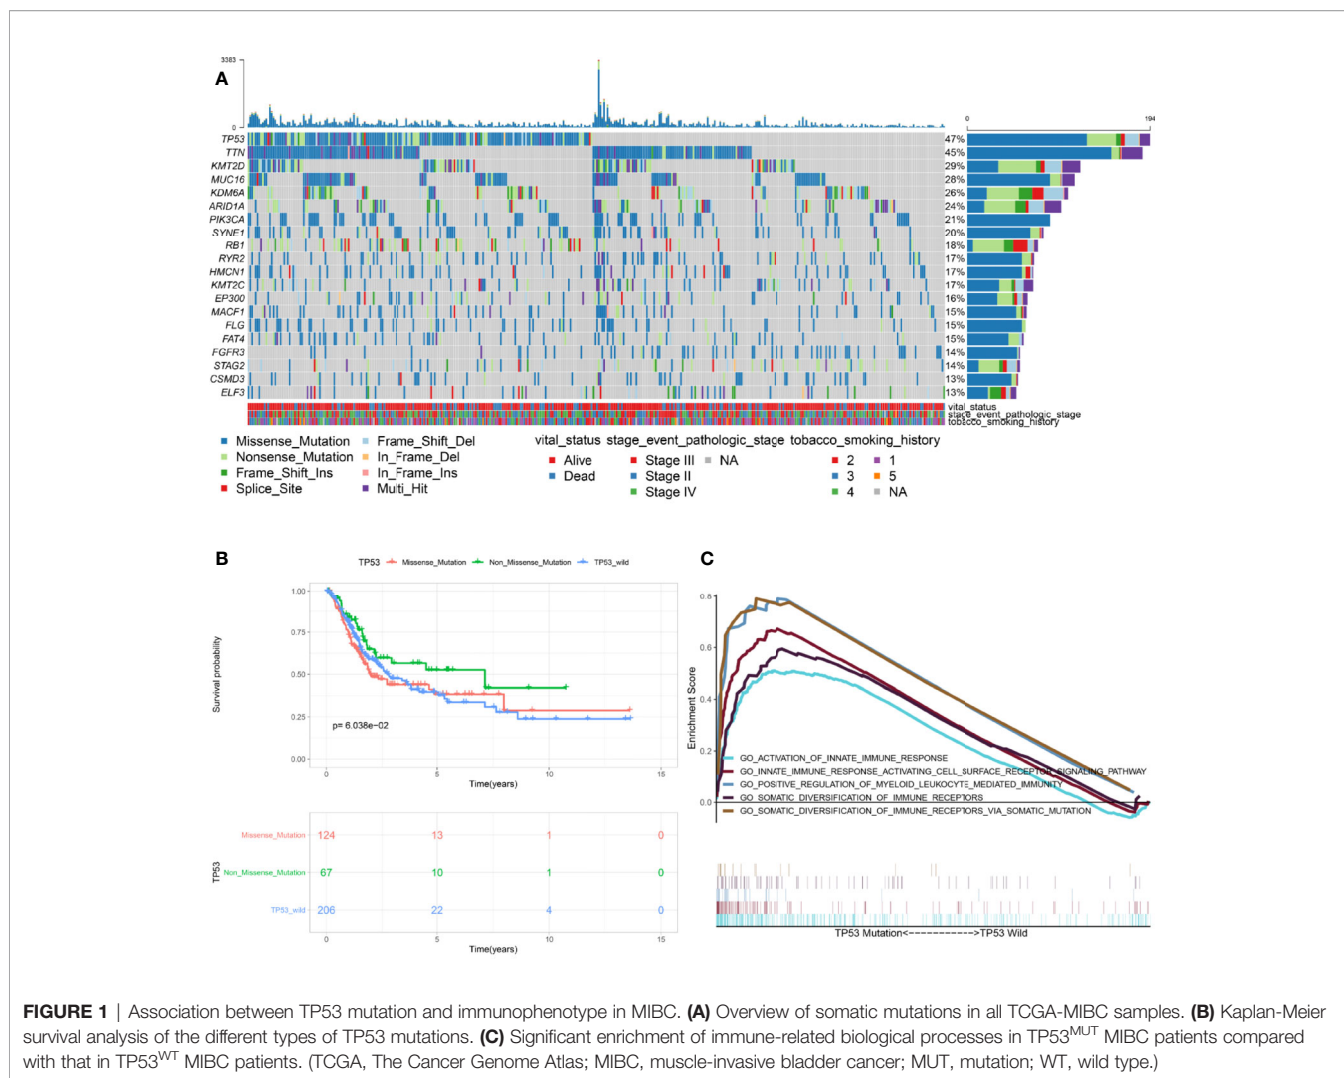 A
3383
0
0
194
TP53 47%
TTN 45%
KMT2D 29%
MUC16 28%
KDM6A 26%
ARID1A 24%
PIK3CA 21%
SYNE1 20%
RB1 18%
RYR2 17%
HMCN1 17%
KMT2C 17%
EP300 16%
MACF1 15%
FLG 15%
FAT4 15%
FGFR3 14%
STAG2 14%
CSMD3 13%
ELF3 13%
vital_status
stage_event_pathologic_stage
tobacco_smoking_history
Missense_Mutation Frame_Shift_Del
Nonsense_Mutation In_Frame_Del
Frame_Shift_Ins In_Frame_Ins
Splice_Site Multi_Hit
vital_status stage_event_pathologic_stage tobacco_smoking_history
Alive Stage III NA 2 1
Dead Stage II 3 5
Stage IV 4 NA
B
TP53 Missense_Mutation Non_Missense_Mutation TP53_wild
Survival probability
1.00
0.75
0.50
0.25
0.00
p= 6.038e-02
0 5 10 15
Time(years)
TP53
Missense_Mutation 124 13 1 0
Non_Missense_Mutation 67 10 1 0
TP53_wild 206 22 4 0
0 5 10 15
Time(years)
C
Enrichment Score
0.8
0.6
0.4
0.2
0.0
GO_ACTIVATION_OF_INNATE_IMMUNE_RESPONSE
GO_INNATE_IMMUNE_RESPONSE_ACTIVATING_CELL_SURFACE_RECEPTOR_SIGNALING_PATHWAY
GO_POSITIVE_REGULATION_OF_MYELOID_LEUKOCYTE_MEDIATED_IMMUNITY
GO_SOMATIC_DIVERSIFICATION_OF_IMMUNE_RECEPTORS
GO_SOMATIC_DIVERSIFICATION_OF_IMMUNE_RECEPTORS_VIA_SOMATIC_MUTATION
TP53 Mutation<------------>TP53 Wild
FIGURE 1 | Association between TP53 mutation and immunophenotype in MIBC. (A) Overview of somatic mutations in all TCGA-MIBC samples. (B) Kaplan-Meier
survival analysis of the different types of TP53 mutations. (C) Significant enrichment of immune-related biological processes in TP53MUT MIBC patients compared
with that in TP53WT MIBC patients. (TCGA, The Cancer Genome Atlas; MIBC, muscle-invasive bladder cancer; MUT, mutation; WT, wild type.)